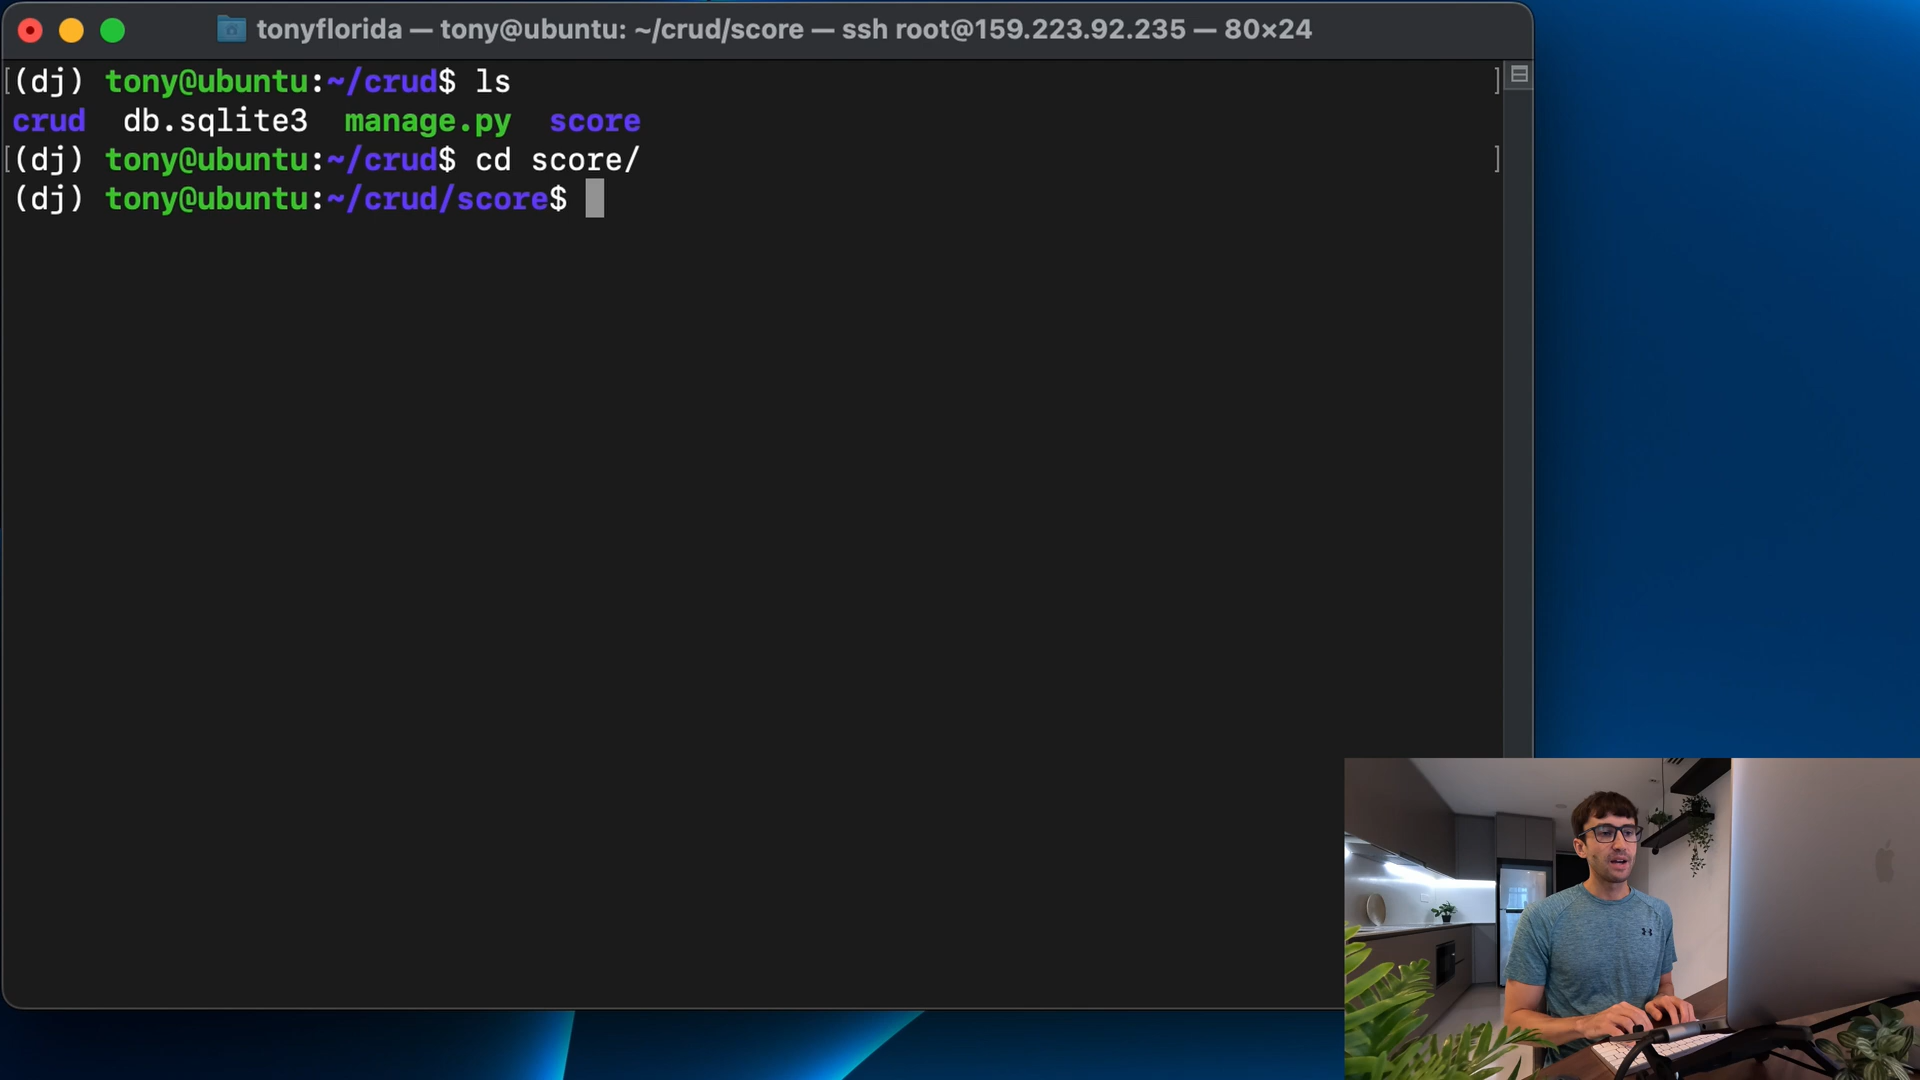 tonyflorida — tony@ubuntu: ~/crud/score — ssh root@159.223.92.235 — 80×24
[(dj) tony@ubuntu:~/crud$ ls ]
crud db.sqlite3 manage.py score
[(dj) tony@ubuntu:~/crud$ cd score/ ]
(dj) tony@ubuntu:~/crud/score$